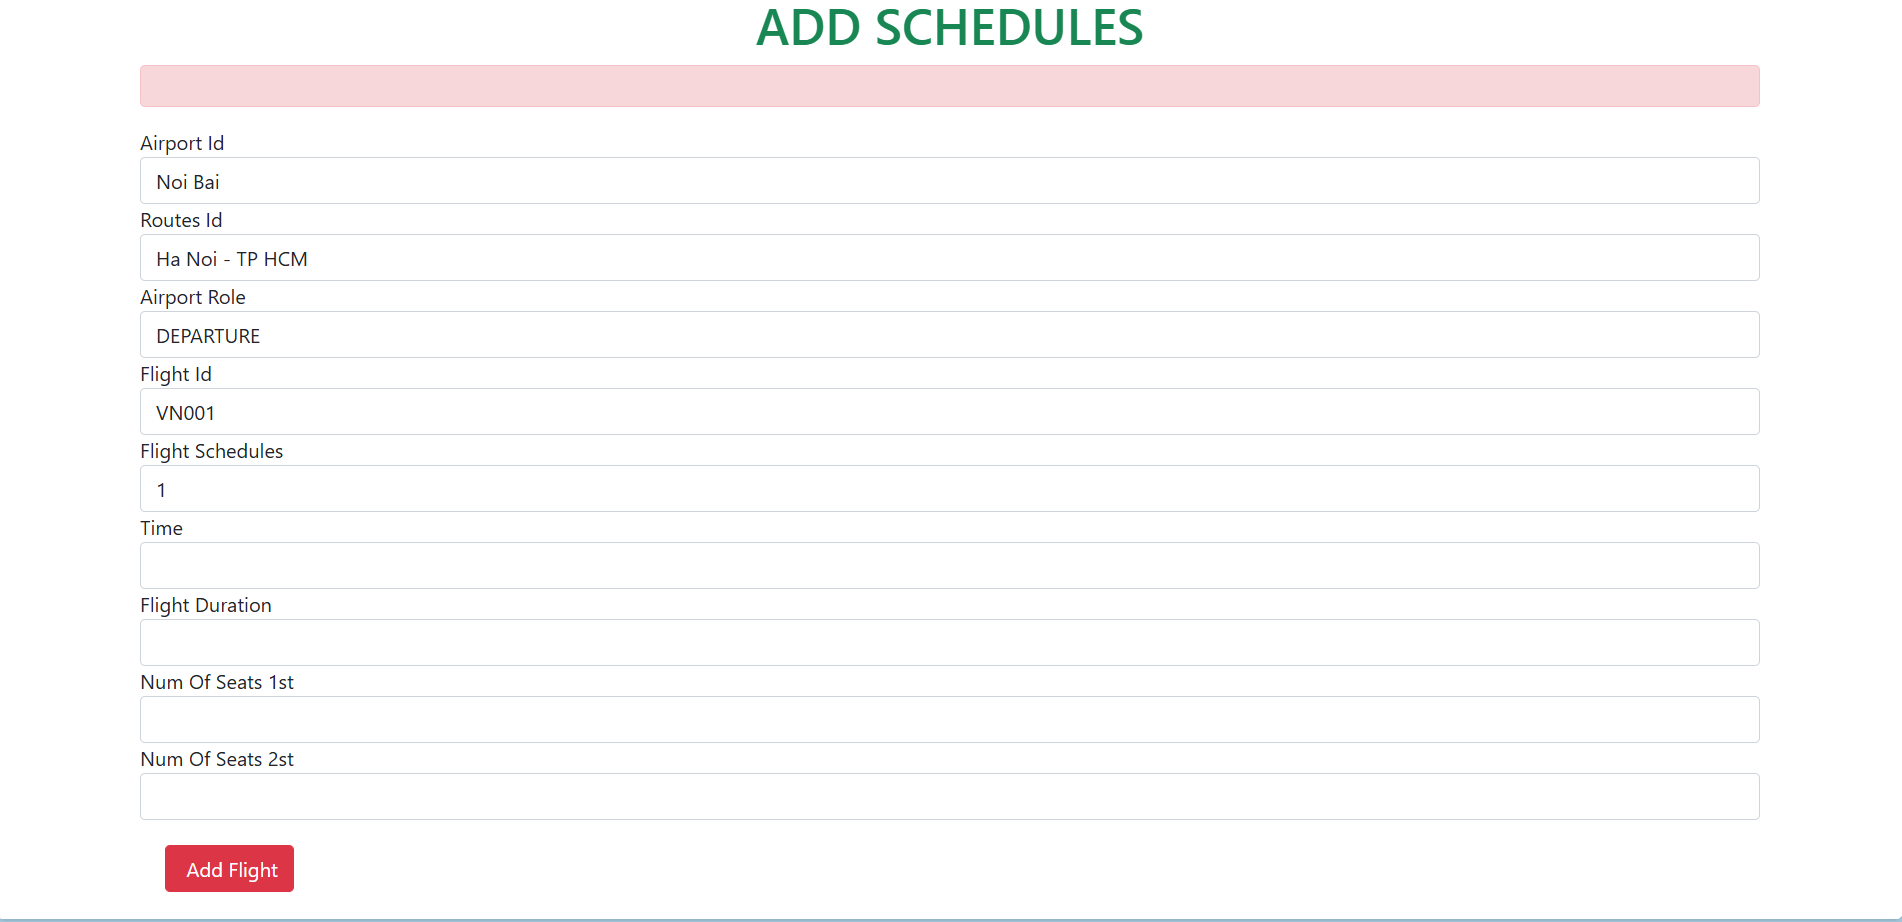 ADD SCHEDULES
Airport Id
Noi Bai
Routes Id
Ha Noi - TP HCM
Airport Role
DEPARTURE
Flight Id
VN001
Flight Schedules
1
Time
Flight Duration
Num Of Seats 1st
Num Of Seats 2st
Add Flight